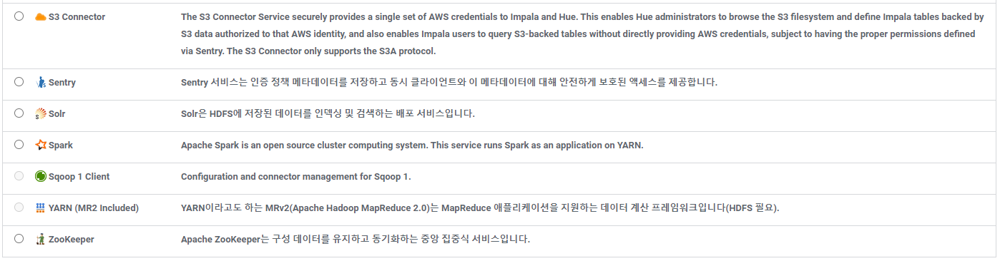 S3 Connector
The S3 Connector Service securely provides a single set of AWS credentials to Impala and Hue. This enables Hue administrators to browse the S3 filesystem and define Impala tables backed by
S3 data authorized to that AWS identity, and also enables Impala users to query S3-backed tables without directly providing AWS credentials, subject to having the proper permissions defined
via Sentry. The S3 Connector only supports the S3A protocol.
Sentry Sentry 서비스는 인증 정책 메타데이터를 저장하고 동시 클라이언트와 이 메타데이터에 대해 안전하게 보호된 액세스를 제공합니다.
Solr Solr은 HDFS에 저장된 데이터를 인덱싱 및 검색하는 배포 서비스입니다.
Spark Apache Spark is an open source cluster computing system. This service runs Spark as an application on YARN.
Sqoop 1 Client Configuration and connector management for Sqoop 1.
YARN (MR2 Included) YARN이라고도 하는 MRv2(Apache Hadoop MapReduce 2.0)는 MapReduce 애플리케이션을 지원하는 데이터 계산 프레임워크입니다(HDFS 필요).
ZooKeeper Apache ZooKeeper는 구성 데이터를 유지하고 동기화하는 중앙 집중식 서비스입니다.